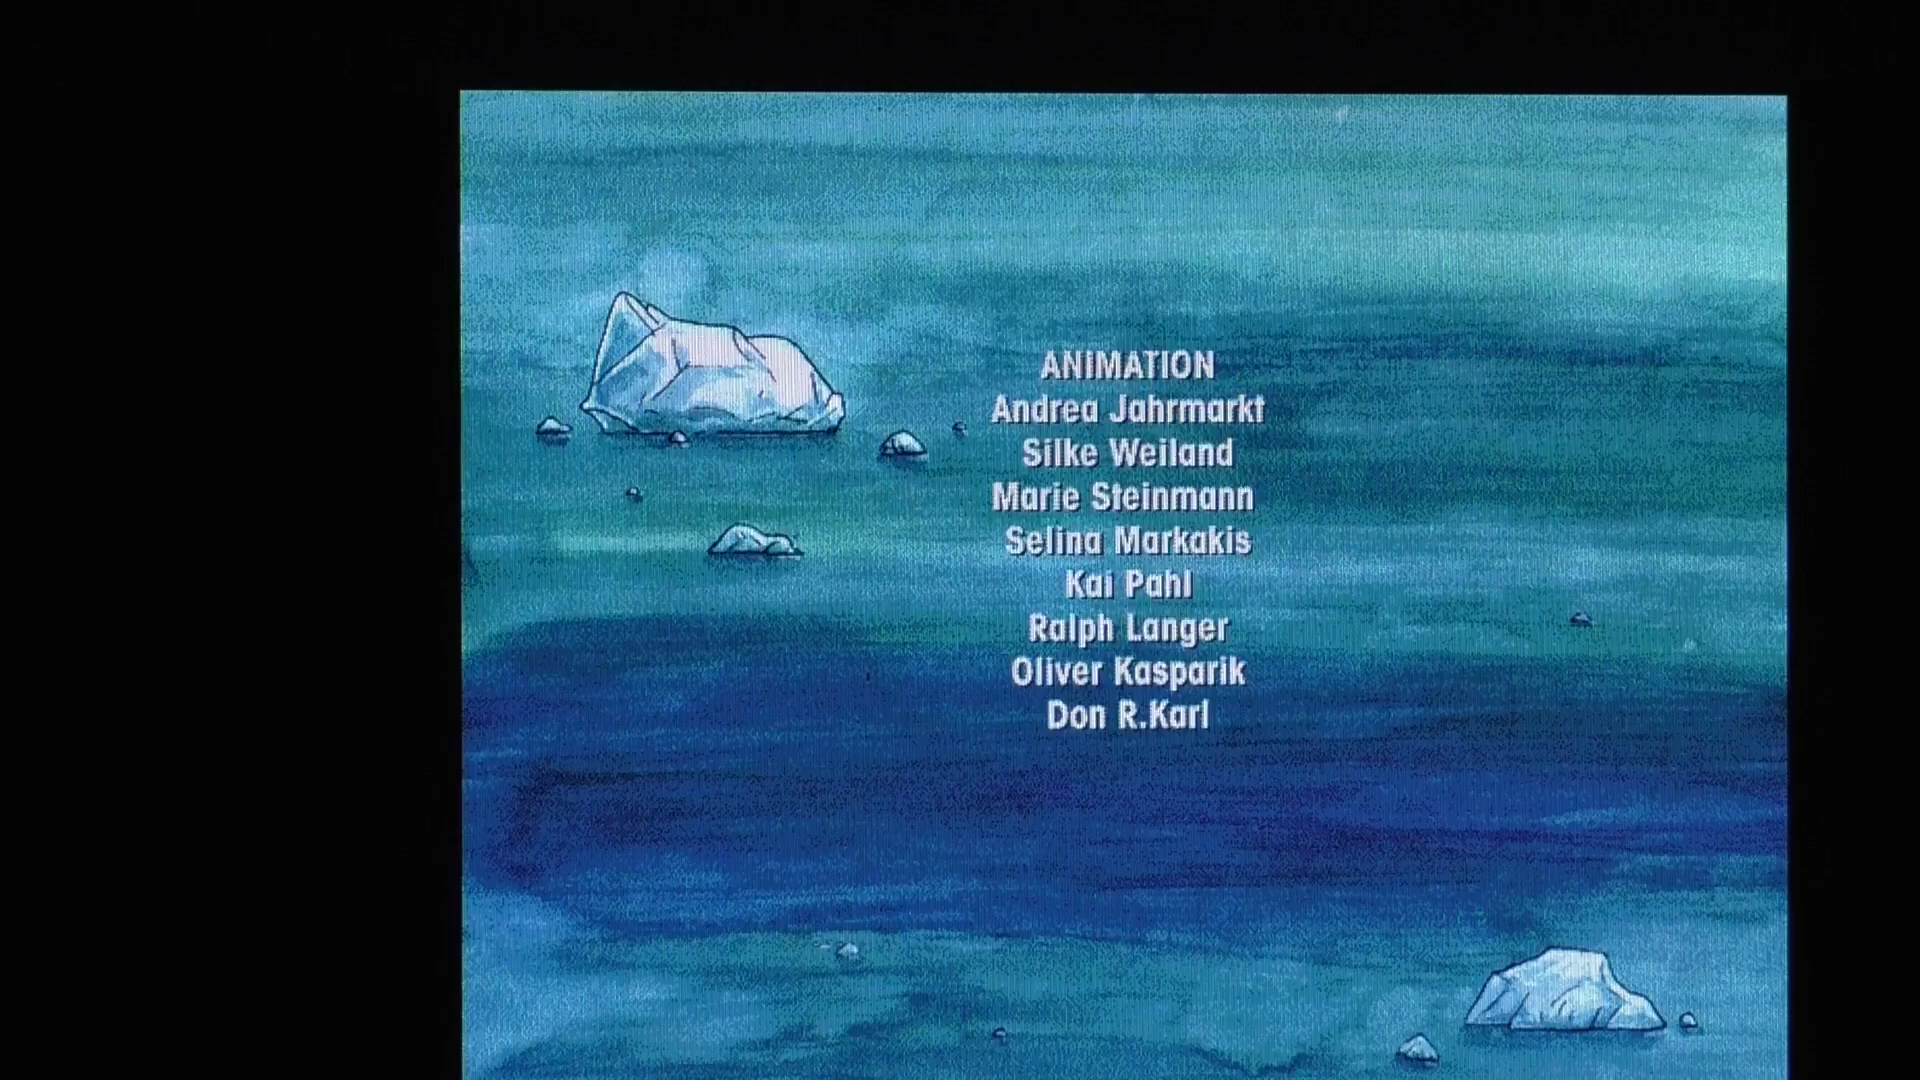 ANIMATION
Andrea Jahrmarkt
Silke Weiland
Marie Steinmann
Selina Markakis
Kai Pahl
Ralph Langer
Oliver Kasparik
Don R.Karl